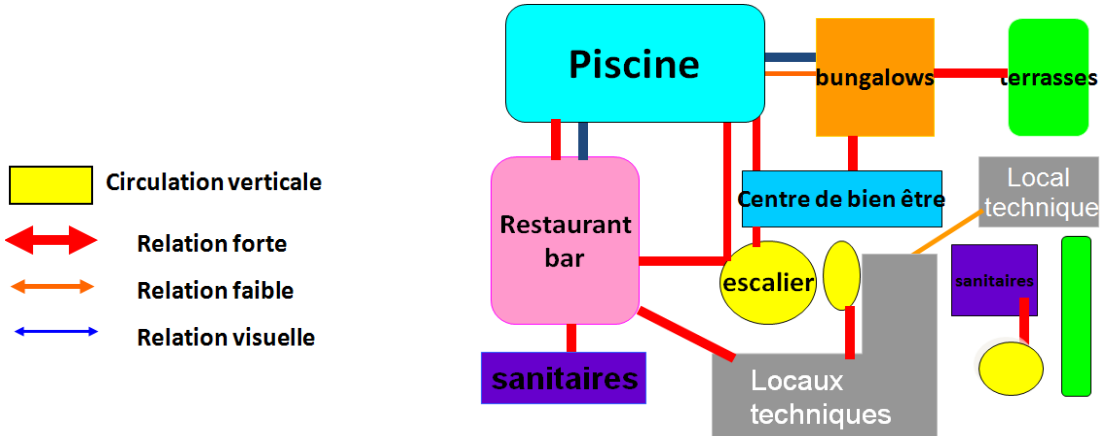 Circulation verticale
Relation forte
Relation faible
Relation visuelle
Piscine
bungalows
terrasses
Restaurant
bar
Centre de bien être
Local
technique
escalier
sanitaires
sanitaires
Locaux
techniques